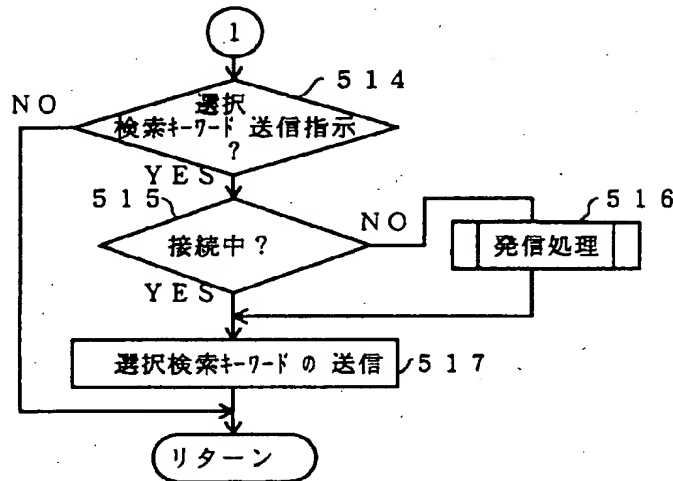 1
514
NO
選択
検索キーワード 送信指示
?
YES
515
NO
516
接続中?
発信処理
YES
選択検索キーワードの送信
517
リターン